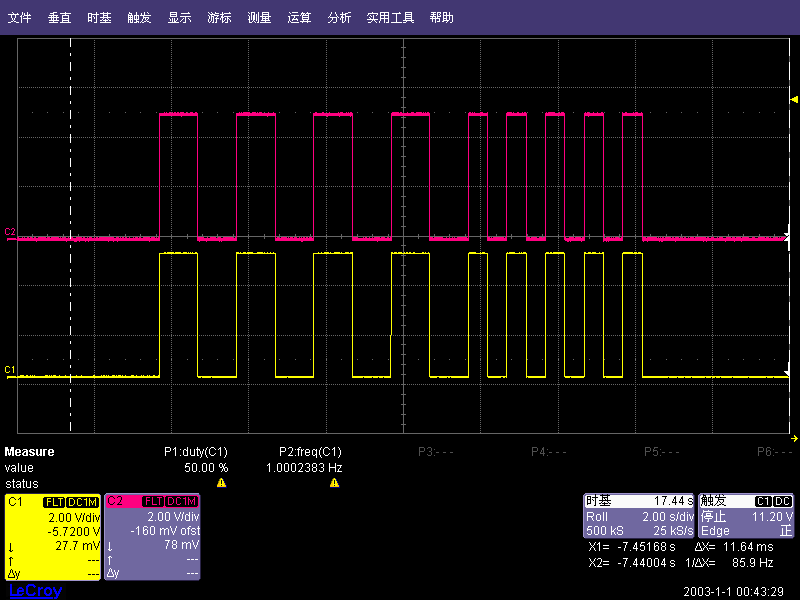 文件 垂直 时基 触发 显示 游标 测量 运算 分析 实用工具 帮助
C2
C1
Measure P1:duty(C1) P2:freq(C1) P3:- - - P4:- - - P5:- - - P6:- - -
value 50.00 % 1.0002383 Hz
status
C1 FLT DC1M
2.00 V/div
-5.7200 V
27.7 mV
↓
↑ ---
Δy ---
C2 FLT DC1M
2.00 V/div
-160 mV ofst
↓ 78 mV
↑ ---
Δy ---
时基 17.44 s
Roll 2.00 s/div
500 kS 25 kS/s
触发 C1 DC
停止 11.20 V
Edge 正
X1= -7.45168 s ΔX= 11.64 ms
X2= -7.44004 s 1/ΔX= 85.9 Hz
LeCroy
2003-1-1 00:43:29